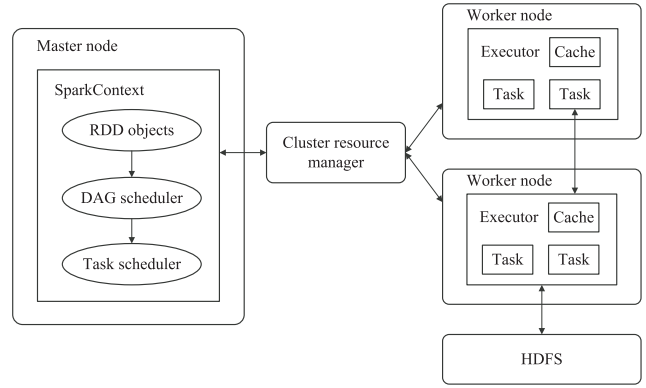 Master node
SparkContext
RDD objects
DAG scheduler
Task scheduler
Cluster resource
manager
Worker node
Executor
Cache
Task
Task
Worker node
Executor
Cache
Task
Task
HDFS